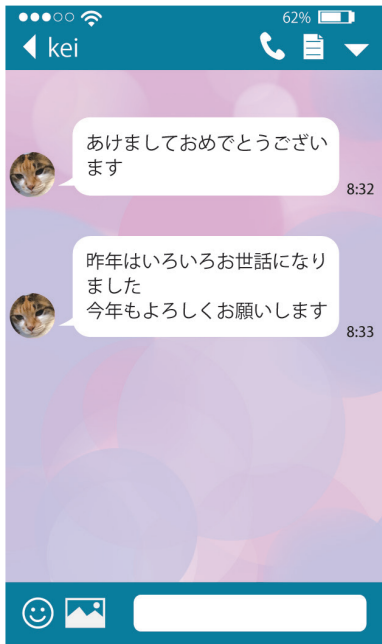 62%
kei
あけましておめでとうござい
ます
8:32
昨年はいろいろお世話になり
ました
今年もよろしくお願いします
8:33